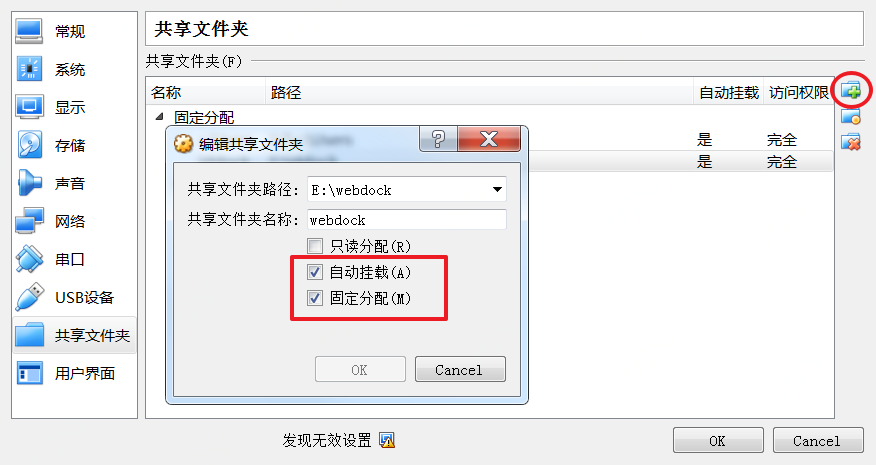 常规
系统
显示
存储
声音
网络
串口
USB设备
共享文件夹
用户界面
共享文件夹
共享文件夹(F)
名称 路径 自动挂载 访问权限
固定分配
是 完全
是 完全
编辑共享文件夹
共享文件夹路径: E:\webdock
共享文件夹名称: webdock
只读分配(R)
自动挂载(A)
固定分配(M)
OK Cancel
发现无效设置 OK Cancel